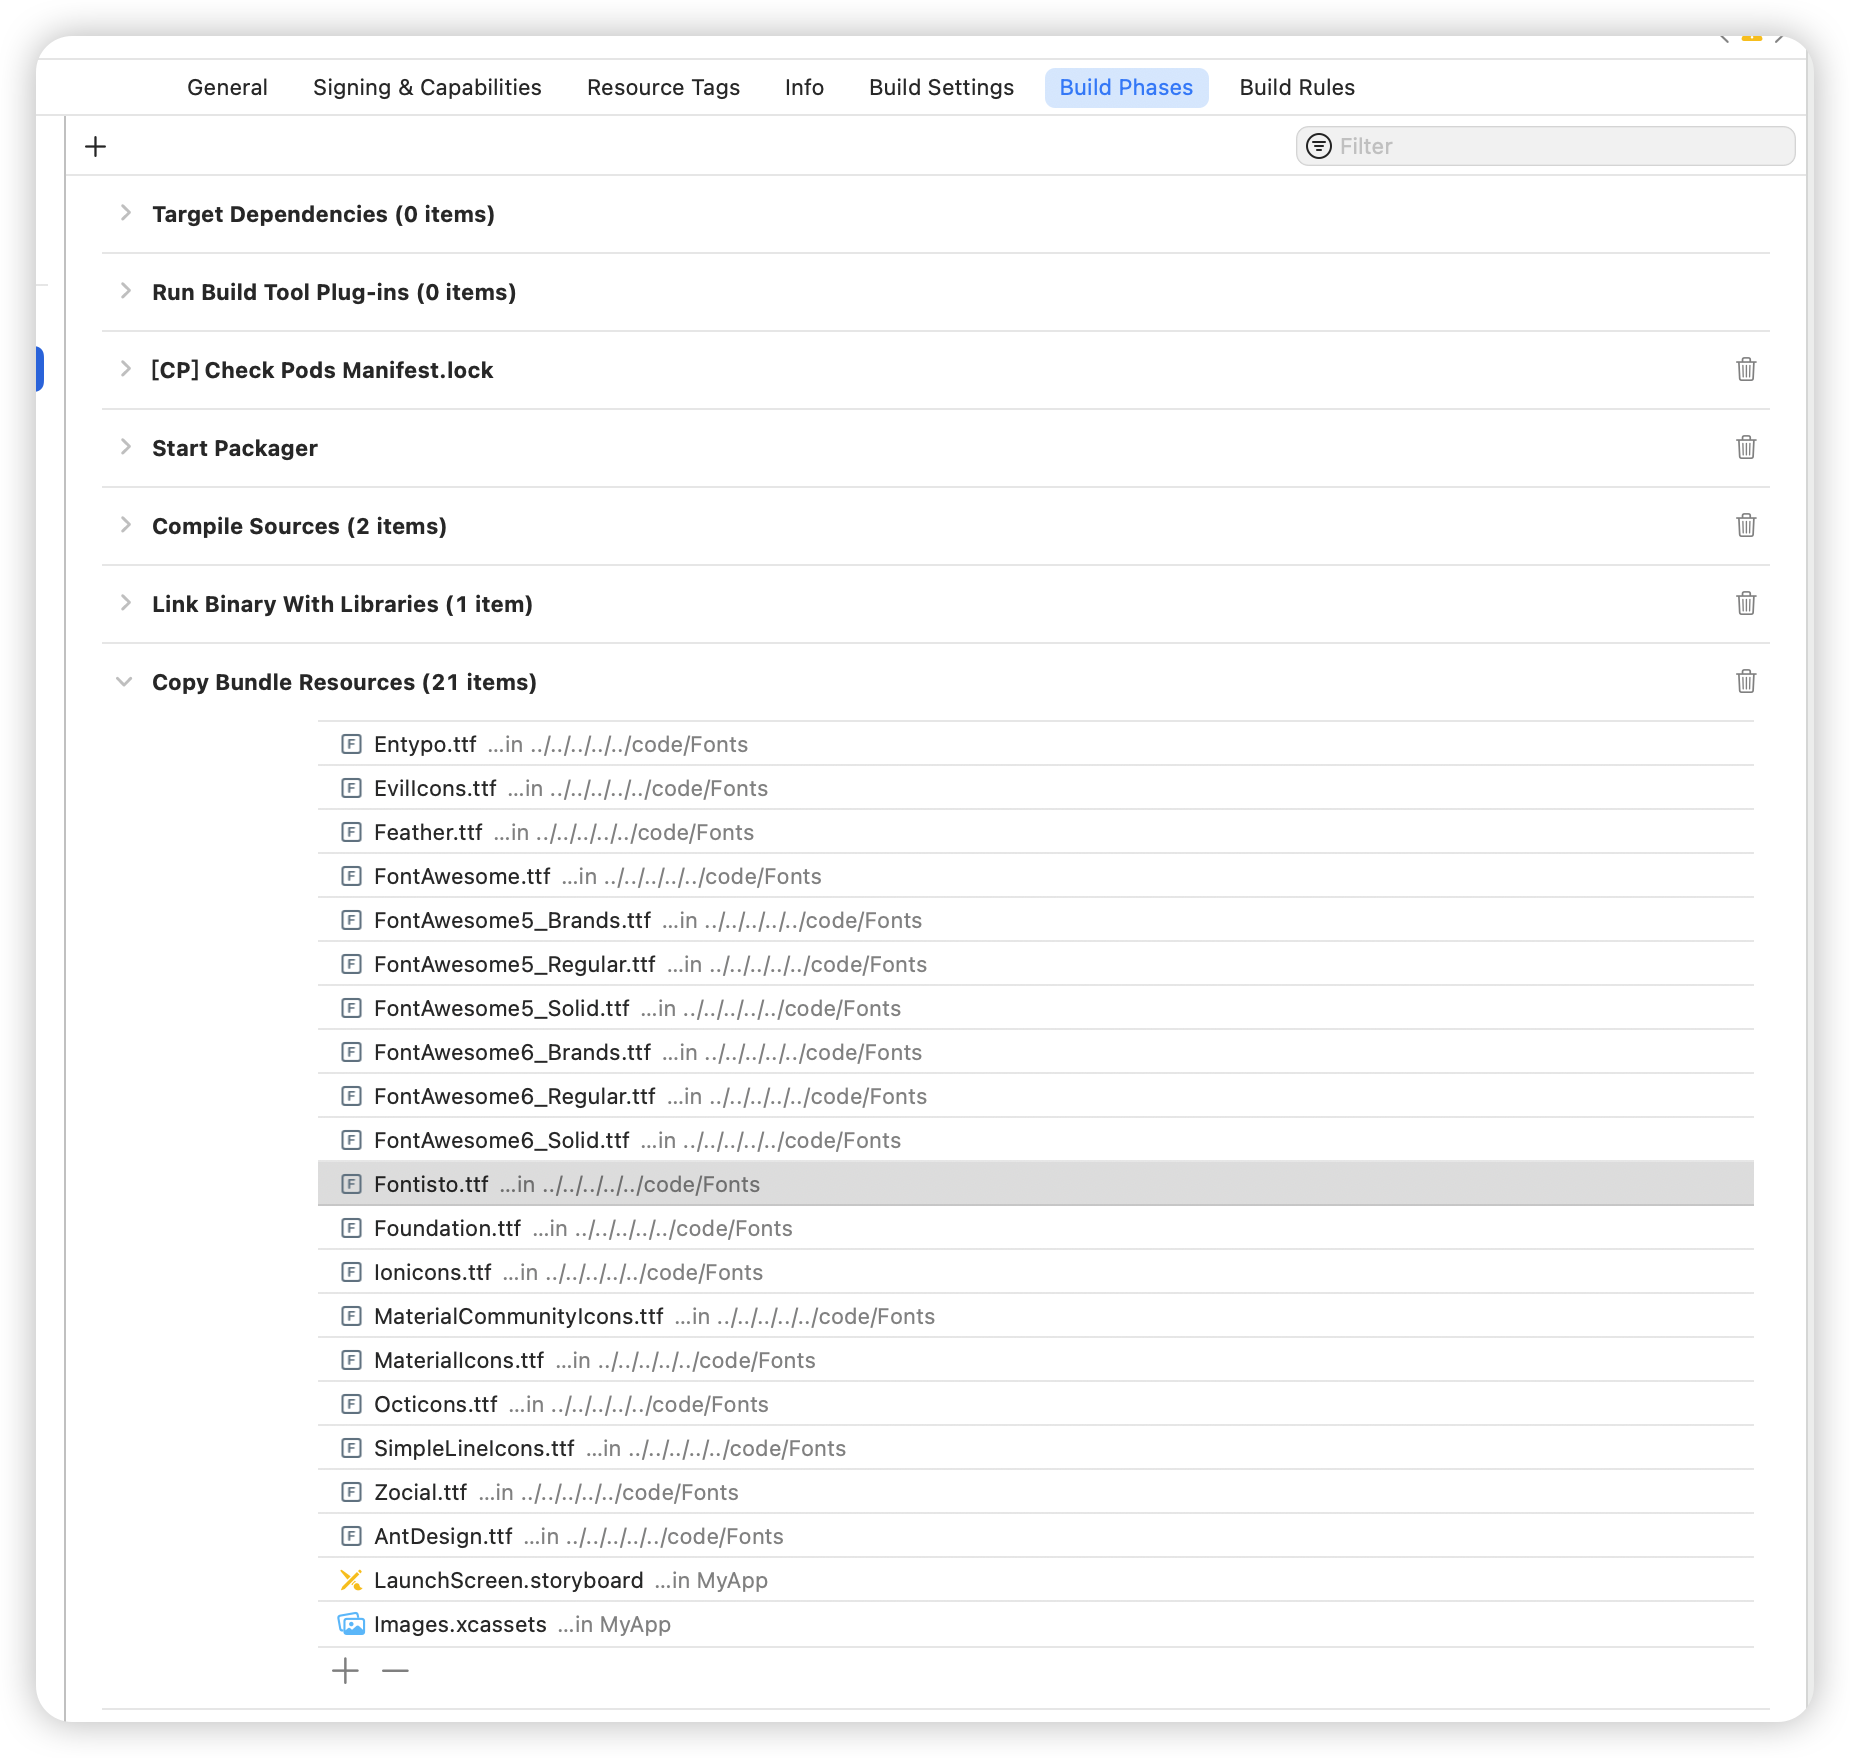 General Signing & Capabilities Resource Tags Info Build Settings Build Phases Build Rules
Filter
Target Dependencies (0 items)
Run Build Tool Plug-ins (0 items)
[CP] Check Pods Manifest.lock
Start Packager
Compile Sources (2 items)
Link Binary With Libraries (1 item)
Copy Bundle Resources (21 items)
Entypo.ttf ...in ../../../../../code/Fonts
EvilIcons.ttf ...in ../../../../../code/Fonts
Feather.ttf ...in ../../../../../code/Fonts
FontAwesome.ttf ...in ../../../../../code/Fonts
FontAwesome5_Brands.ttf ...in ../../../../../code/Fonts
FontAwesome5_Regular.ttf ...in ../../../../../code/Fonts
FontAwesome5_Solid.ttf ...in ../../../../../code/Fonts
FontAwesome6_Brands.ttf ...in ../../../../../code/Fonts
FontAwesome6_Regular.ttf ...in ../../../../../code/Fonts
FontAwesome6_Solid.ttf ...in ../../../../../code/Fonts
Fontisto.ttf ...in ../../../../../code/Fonts
Foundation.ttf ...in ../../../../../code/Fonts
Ionicons.ttf ...in ../../../../../code/Fonts
MaterialCommunityIcons.ttf ...in ../../../../../code/Fonts
MaterialIcons.ttf ...in ../../../../../code/Fonts
Octicons.ttf ...in ../../../../../code/Fonts
SimpleLineIcons.ttf ...in ../../../../../code/Fonts
Zocial.ttf ...in ../../../../../code/Fonts
AntDesign.ttf ...in ../../../../../code/Fonts
LaunchScreen.storyboard ...in MyApp
Images.xcassets ...in MyApp